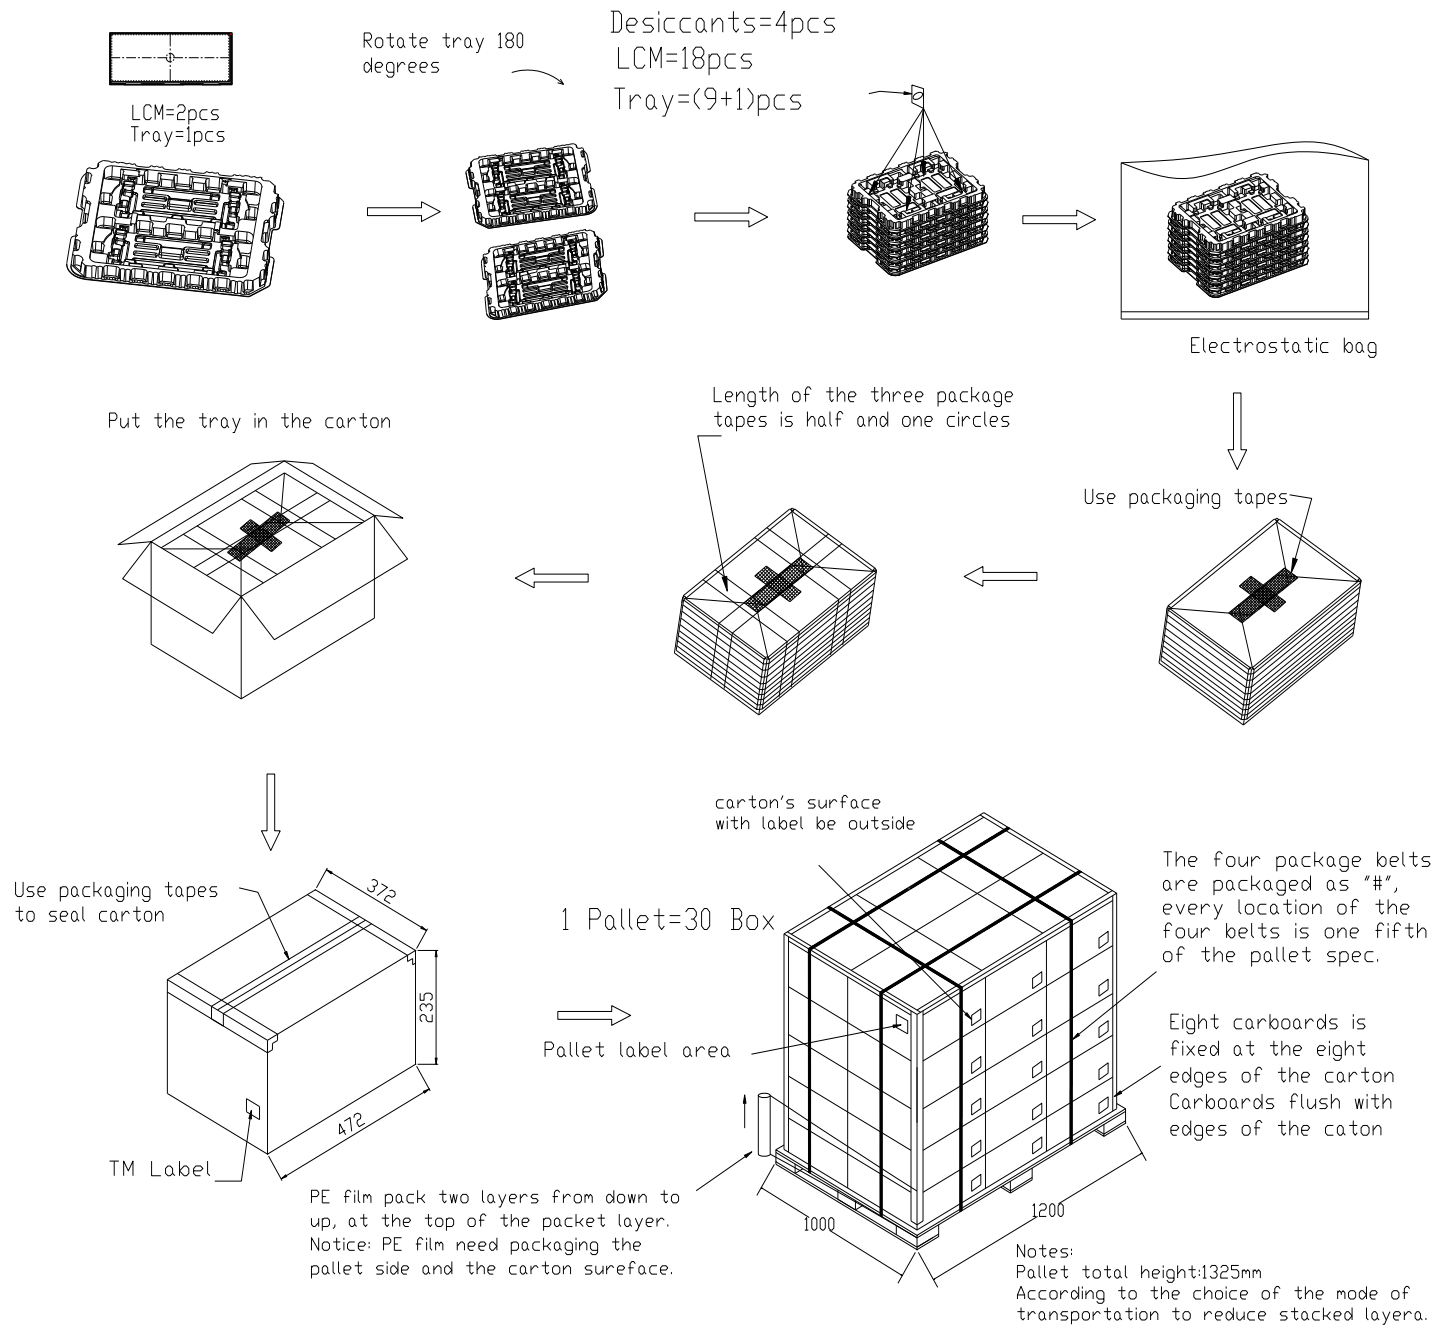 LCM=2pcs
Tray=1pcs
Rotate tray 180
degrees
Desiccants=4pcs
LCM=18pcs
Tray=(9+1)pcs
Electrostatic bag
Put the tray in the carton
Length of the three package
tapes is half and one circles
Use packaging tapes
Use packaging tapes
to seal carton
372
235
472
TM Label
carton's surface
with label be outside
1 Pallet=30 Box
Pallet label area
The four package belts
are packaged as "#",
every location of the
four belts is one fifth
of the pallet spec.
Eight carboards is
fixed at the eight
edges of the carton
Carboards flush with
edges of the caton
PE film pack two layers from down to
up, at the top of the packet layer.
Notice: PE film need packaging the
pallet side and the carton sureface.
1000
1200
Notes:
Pallet total height:1325mm
According to the choice of the mode of
transportation to reduce stacked layera.